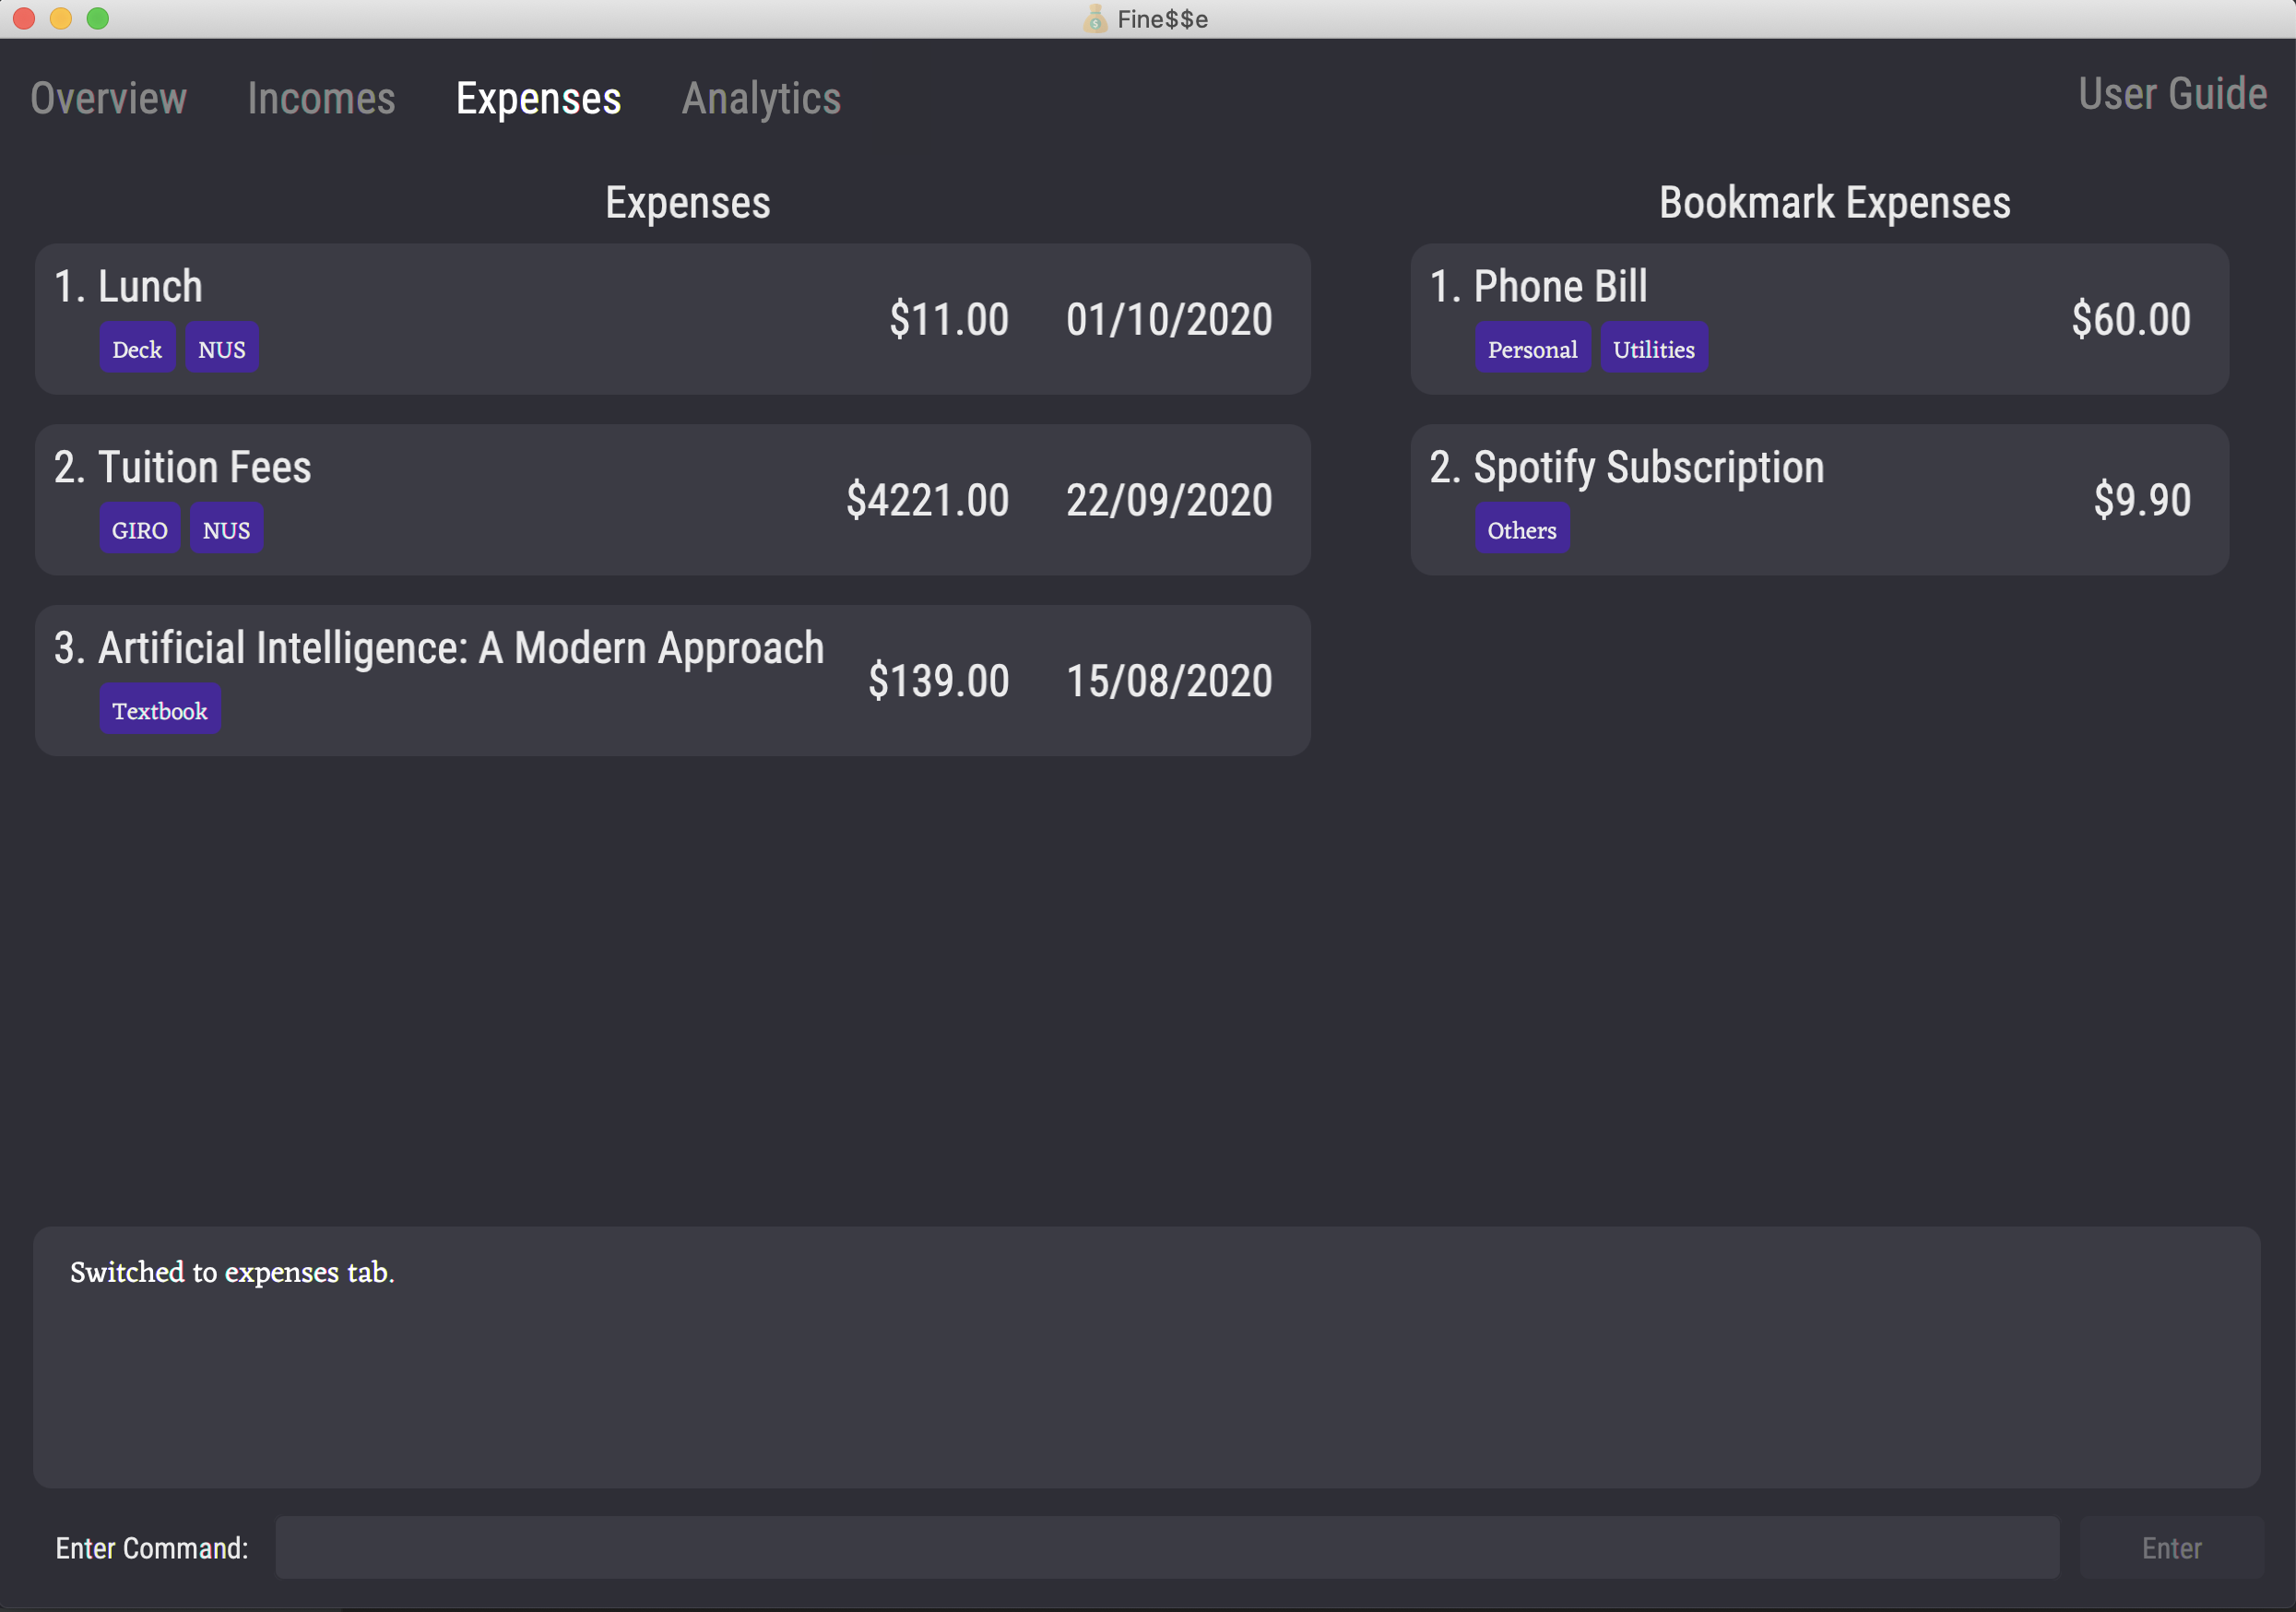 Fine$$e
Overview Incomes Expenses Analytics User Guide
Expenses
1. Lunch
$11.00 01/10/2020
Deck NUS
2. Tuition Fees
$4221.00 22/09/2020
GIRO NUS
3. Artificial Intelligence: A Modern Approach
$139.00 15/08/2020
Textbook
Bookmark Expenses
1. Phone Bill
$60.00
Personal Utilities
2. Spotify Subscription
$9.90
Others
Switched to expenses tab.
Enter Command:
Enter